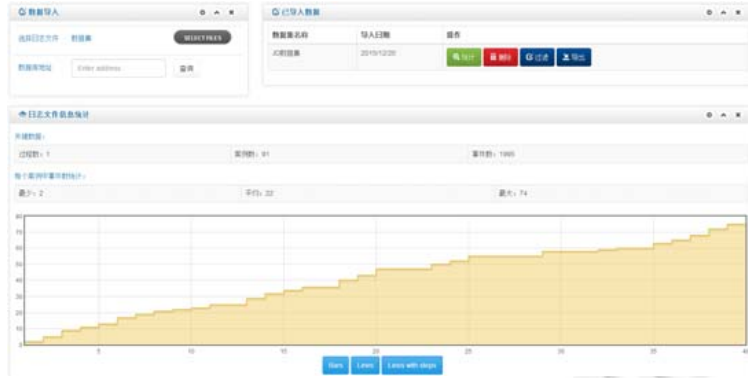 数据导入
已导入数据
选择日志文件 数据集 SELECT FILES
数据库地址 Enter address... 查询
数据集名称 导入日期 操作
JD数据集 2015/12/20 统计 删除 过滤 导出
日志文件信息统计
关键数据：
过程数：1 案例数：91 事件数：1985
每个案例中事件数统计：
最少：2 平均：22 最大：74
80
70
60
50
40
30
20
10
0
5 10 15 20 25 30 35 40
Bars Lines Lines with steps